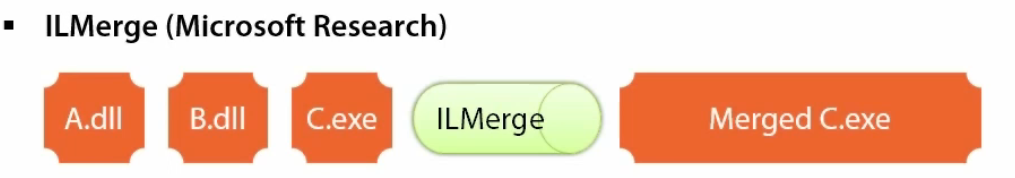 ▪ ILMerge (Microsoft Research)
A.dll B.dll C.exe ILMerge Merged C.exe